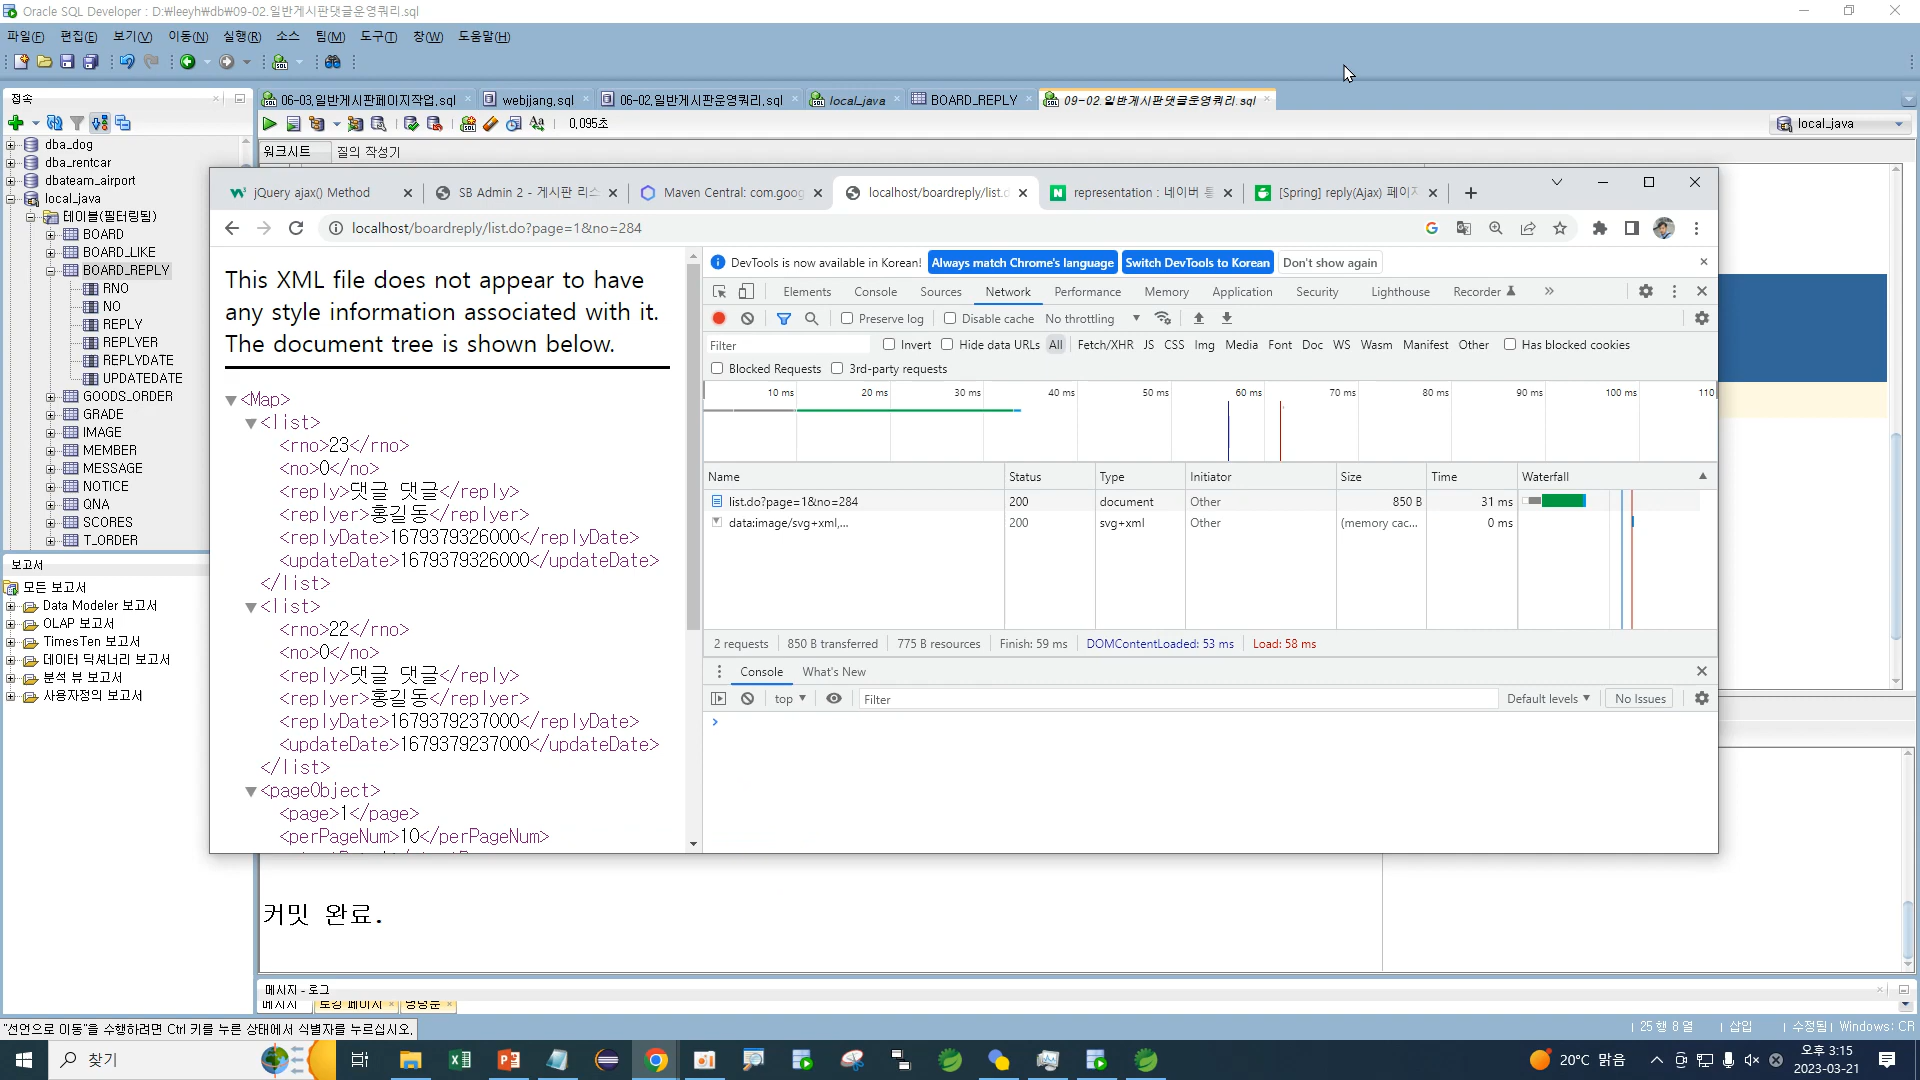 Oracle SQL Developer : D:₩leeyh₩db₩09-02.일반게시판댓글운영쿼리.sql
파일(F) 편집(E) 보기(V) 이동(N) 실행(R) 소스 팀(M) 도구(T) 창(W) 도움말(H)
접속
06-03.일반게시판페이지작업.sql webjjang.sql 06-02.일반게시판운영쿼리.sql local_java BOARD_REPLY 09-02.일반게시판댓글운영쿼리.sql
0.095초
local_java
워크시트 질의 작성기
dba_dog
dba_rentcar
dbateam_airport
local_java
테이블(필터링됨)
BOARD
BOARD_LIKE
BOARD_REPLY
RNO
NO
REPLY
REPLYER
REPLYDATE
UPDATEDATE
GOODS_ORDER
GRADE
IMAGE
MEMBER
MESSAGE
NOTICE
QNA
SCORES
T_ORDER
보고서
모든 보고서
Data Modeler 보고서
OLAP 보고서
TimesTen 보고서
데이터 딕셔너리 보고서
분석 뷰 보고서
사용자정의 보고서
jQuery ajax() Method SB Admin 2 - 게시판 리스 Maven Central: com.goog localhost/boardreply/list.d representation : 네이버 통 [Spring] reply(Ajax) 페이지
localhost/boardreply/list.do?page=1&no=284
This XML file does not appear to have
any style information associated with it.
The document tree is shown below.
<Map>
<list>
<rno>23</rno>
<no>0</no>
<reply>댓글 댓글</reply>
<replyer>홍길동</replyer>
<replyDate>1679379326000</replyDate>
<updateDate>1679379326000</updateDate>
</list>
<list>
<rno>22</rno>
<no>0</no>
<reply>댓글 댓글</reply>
<replyer>홍길동</replyer>
<replyDate>1679379237000</replyDate>
<updateDate>1679379237000</updateDate>
</list>
<pageObject>
<page>1</page>
<perPageNum>10</perPageNum>
DevTools is now available in Korean! Always match Chrome's language Switch DevTools to Korean Don't show again
Elements Console Sources Network Performance Memory Application Security Lighthouse Recorder
Preserve log Disable cache No throttling
Filter Invert Hide data URLs All Fetch/XHR JS CSS Img Media Font Doc WS Wasm Manifest Other Has blocked cookies
Blocked Requests 3rd-party requests
10 ms 20 ms 30 ms 40 ms 50 ms 60 ms 70 ms 80 ms 90 ms 100 ms 110
Name Status Type Initiator Size Time Waterfall
list.do?page=1&no=284 200 document Other 850 B 31 ms
data:image/svg+xml,... 200 svg+xml Other (memory cac... 0 ms
2 requests 850 B transferred 775 B resources Finish: 59 ms DOMContentLoaded: 53 ms Load: 58 ms
Console What's New
top Filter Default levels No Issues
커밋 완료.
메시지 - 로그
메시지 로깅 페이지 명령문
"선언으로 이동"을 수행하려면 Ctrl 키를 누른 상태에서 식별자를 누르십시오. 25 행 8 열 삽입 수정됨 Windows: CR
찾기 20°C 맑음 오후 3:15
2023-03-21